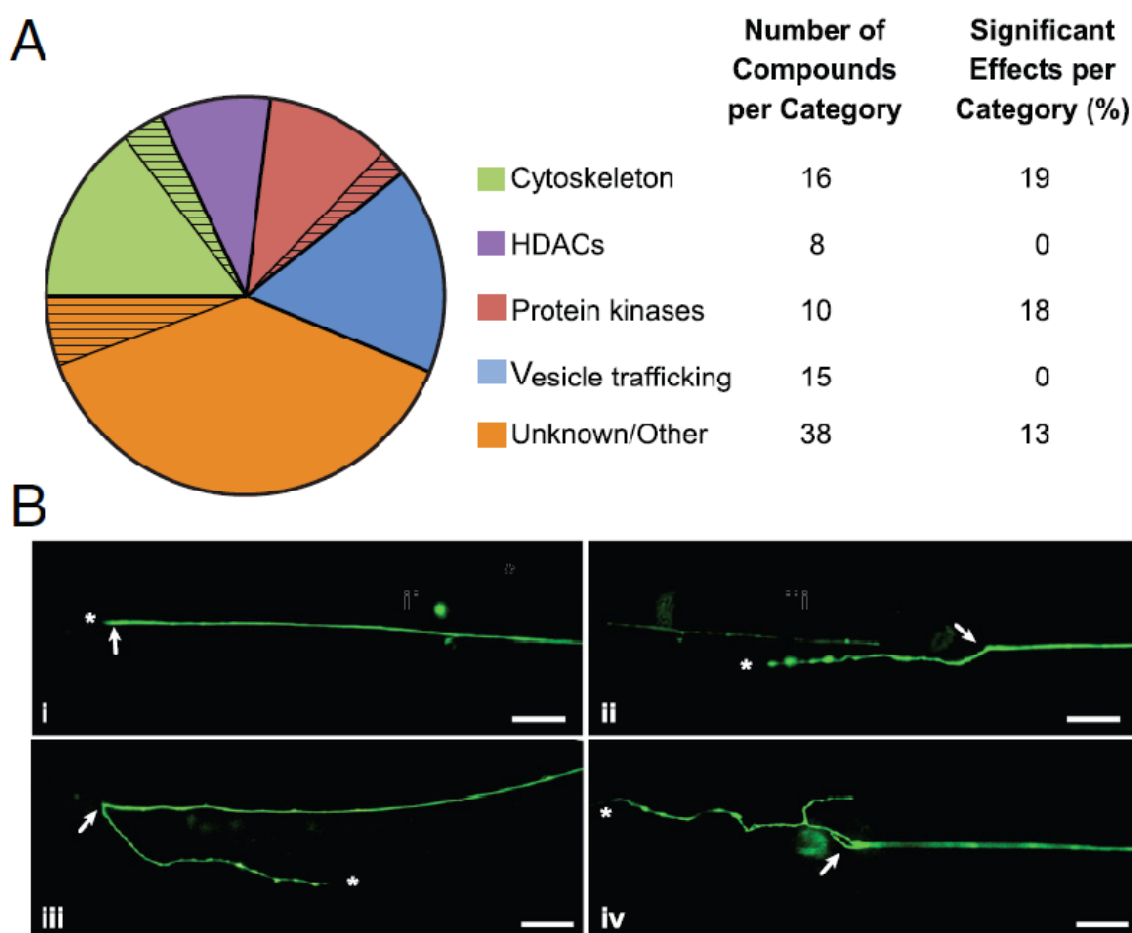 A
Number of Compounds per Category
Significant Effects per Category (%)
Cytoskeleton 16 19
HDACs 8 0
Protein kinases 10 18
Vesicle trafficking 15 0
Unknown/Other 38 13
B
*
*
i
ii
*
*
iii
iv